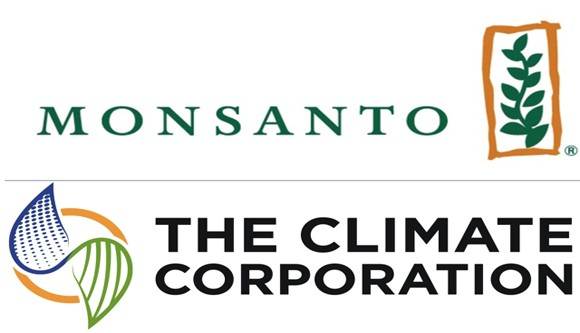 MONSANTO ®
THE CLIMATE
CORPORATION